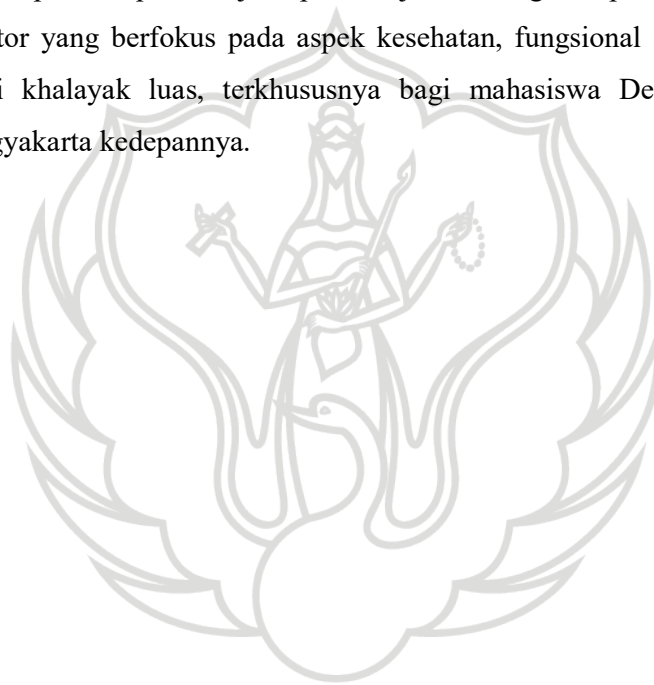 tor yang berfokus pada aspek kesehatan, fungsional
i khalayak luas, terkhususnya bagi mahasiswa De
gyakarta kedepannya.